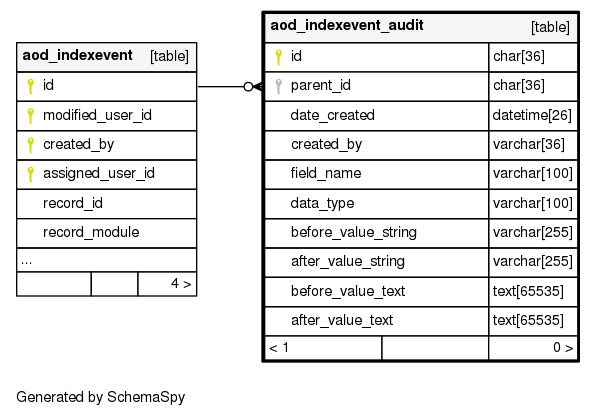 aod_indexevent [table]
id
modified_user_id
created_by
assigned_user_id
record_id
record_module
...
4 >
aod_indexevent_audit [table]
id char[36]
parent_id char[36]
date_created datetime[26]
created_by varchar[36]
field_name varchar[100]
data_type varchar[100]
before_value_string varchar[255]
after_value_string varchar[255]
before_value_text text[65535]
after_value_text text[65535]
< 1 0 >
Generated by SchemaSpy